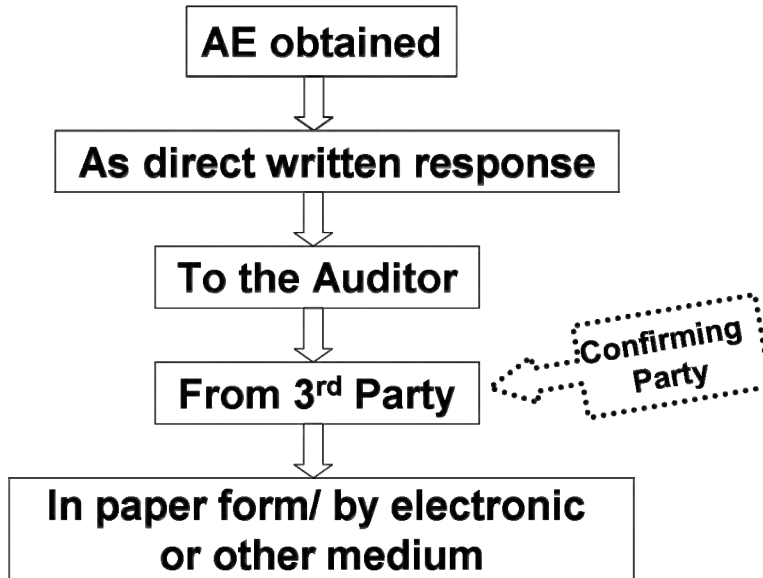 AE obtained
As direct written response
To the Auditor
From 3rd Party
Confirming
Party
In paper form/ by electronic
or other medium